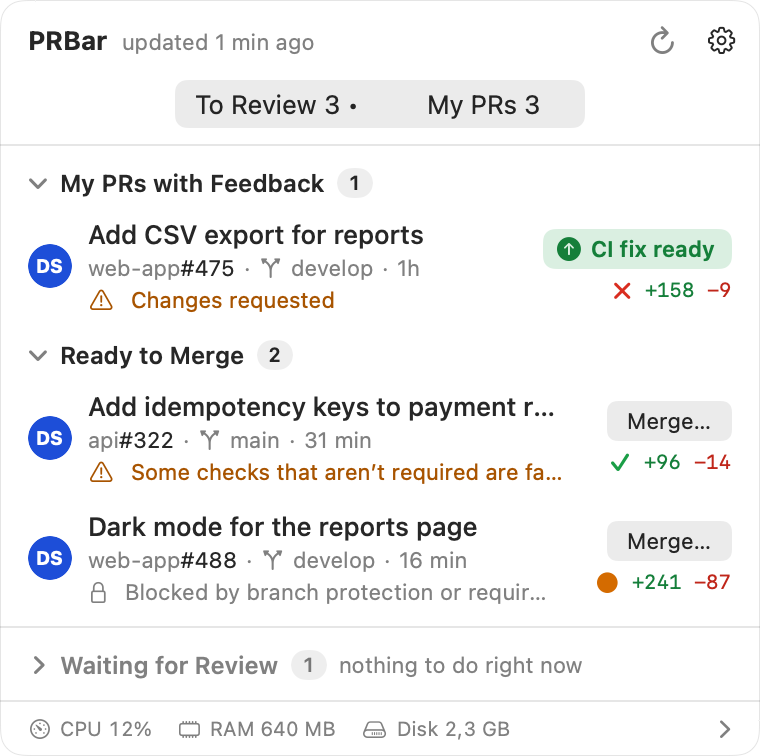 PRBar updated 1 min ago
To Review 3 • My PRs 3
My PRs with Feedback 1
Add CSV export for reports
CI fix ready
DS
web-app#475 · develop · 1h
+158 −9
Changes requested
Ready to Merge 2
Add idempotency keys to payment r...
Merge...
DS
api#322 · main · 31 min
+96 −14
Some checks that aren’t required are fa...
Dark mode for the reports page
Merge...
DS
web-app#488 · develop · 16 min
+241 −87
Blocked by branch protection or requir...
Waiting for Review 1 nothing to do right now
CPU 12% RAM 640 MB Disk 2,3 GB